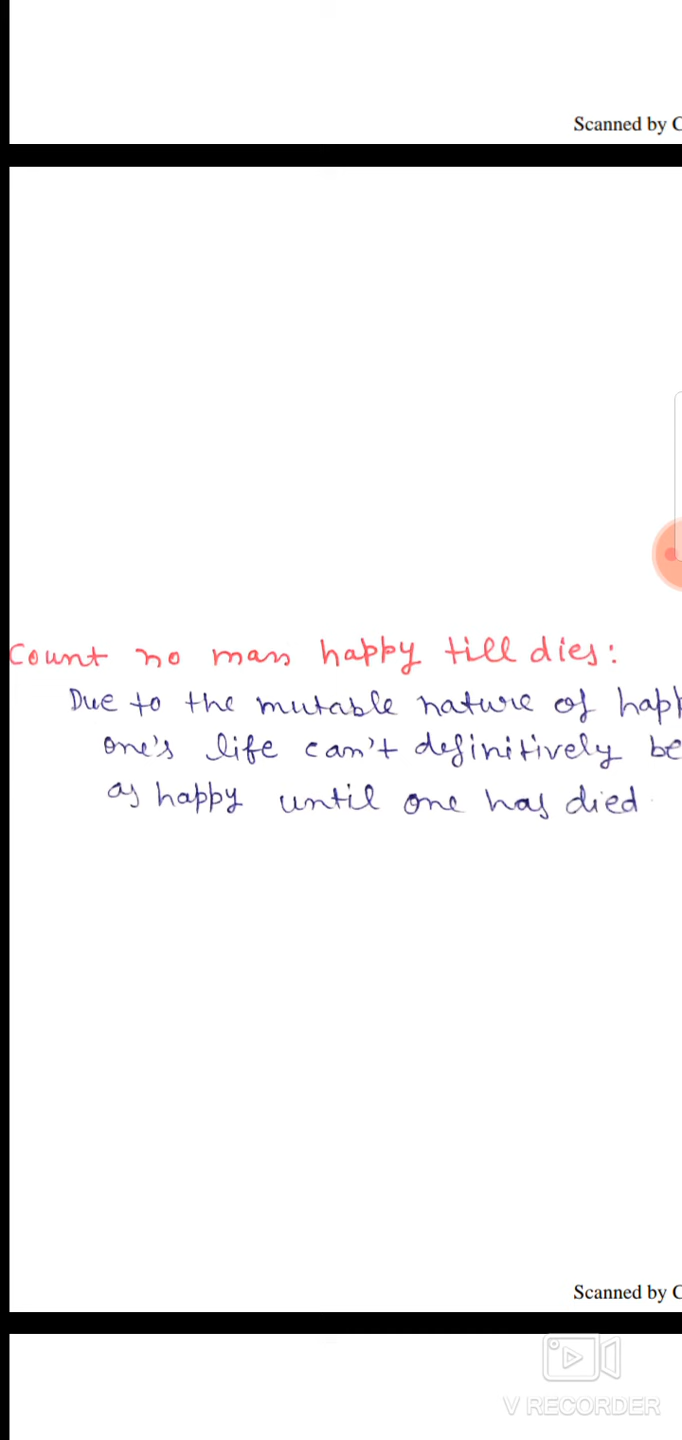 Scanned by C
Count no man happy till dies:
Due to the mutable nature of happ
one's life can't definitively be
as happy until one has died.
Scanned by C
V RECORDER